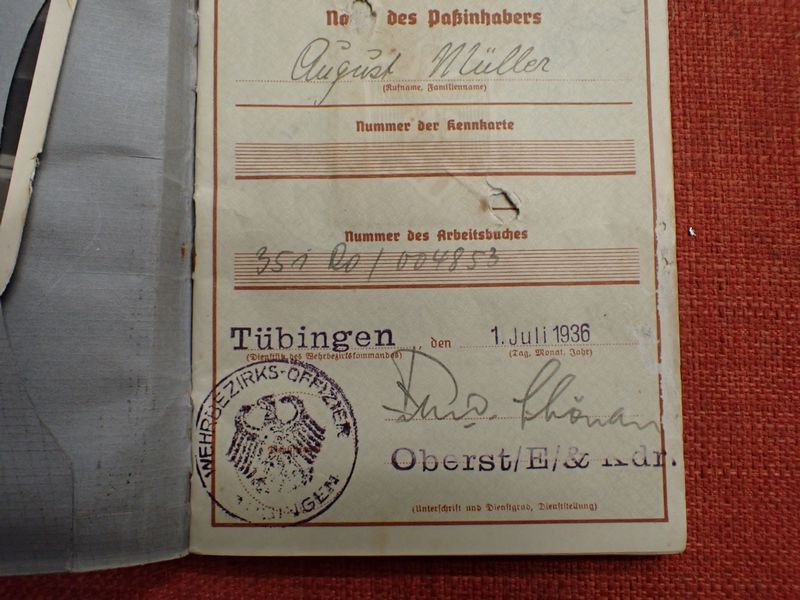 des Paßinhabers
August Müller
(Rufname, Familienname)
Nummer der Kennkarte
Nummer des Arbeitsbuches
351 Ro/004853
Tübingen, den 1. Juli 1936
(Dienstsitz des Wehrbezirkskommandos) (Tag, Monat, Jahr)
WEHRBEZIRKS-OFFIZIER
Oberst/E/& Kdr.
(Unterschrift und Dienstgrad, Dienststellung)